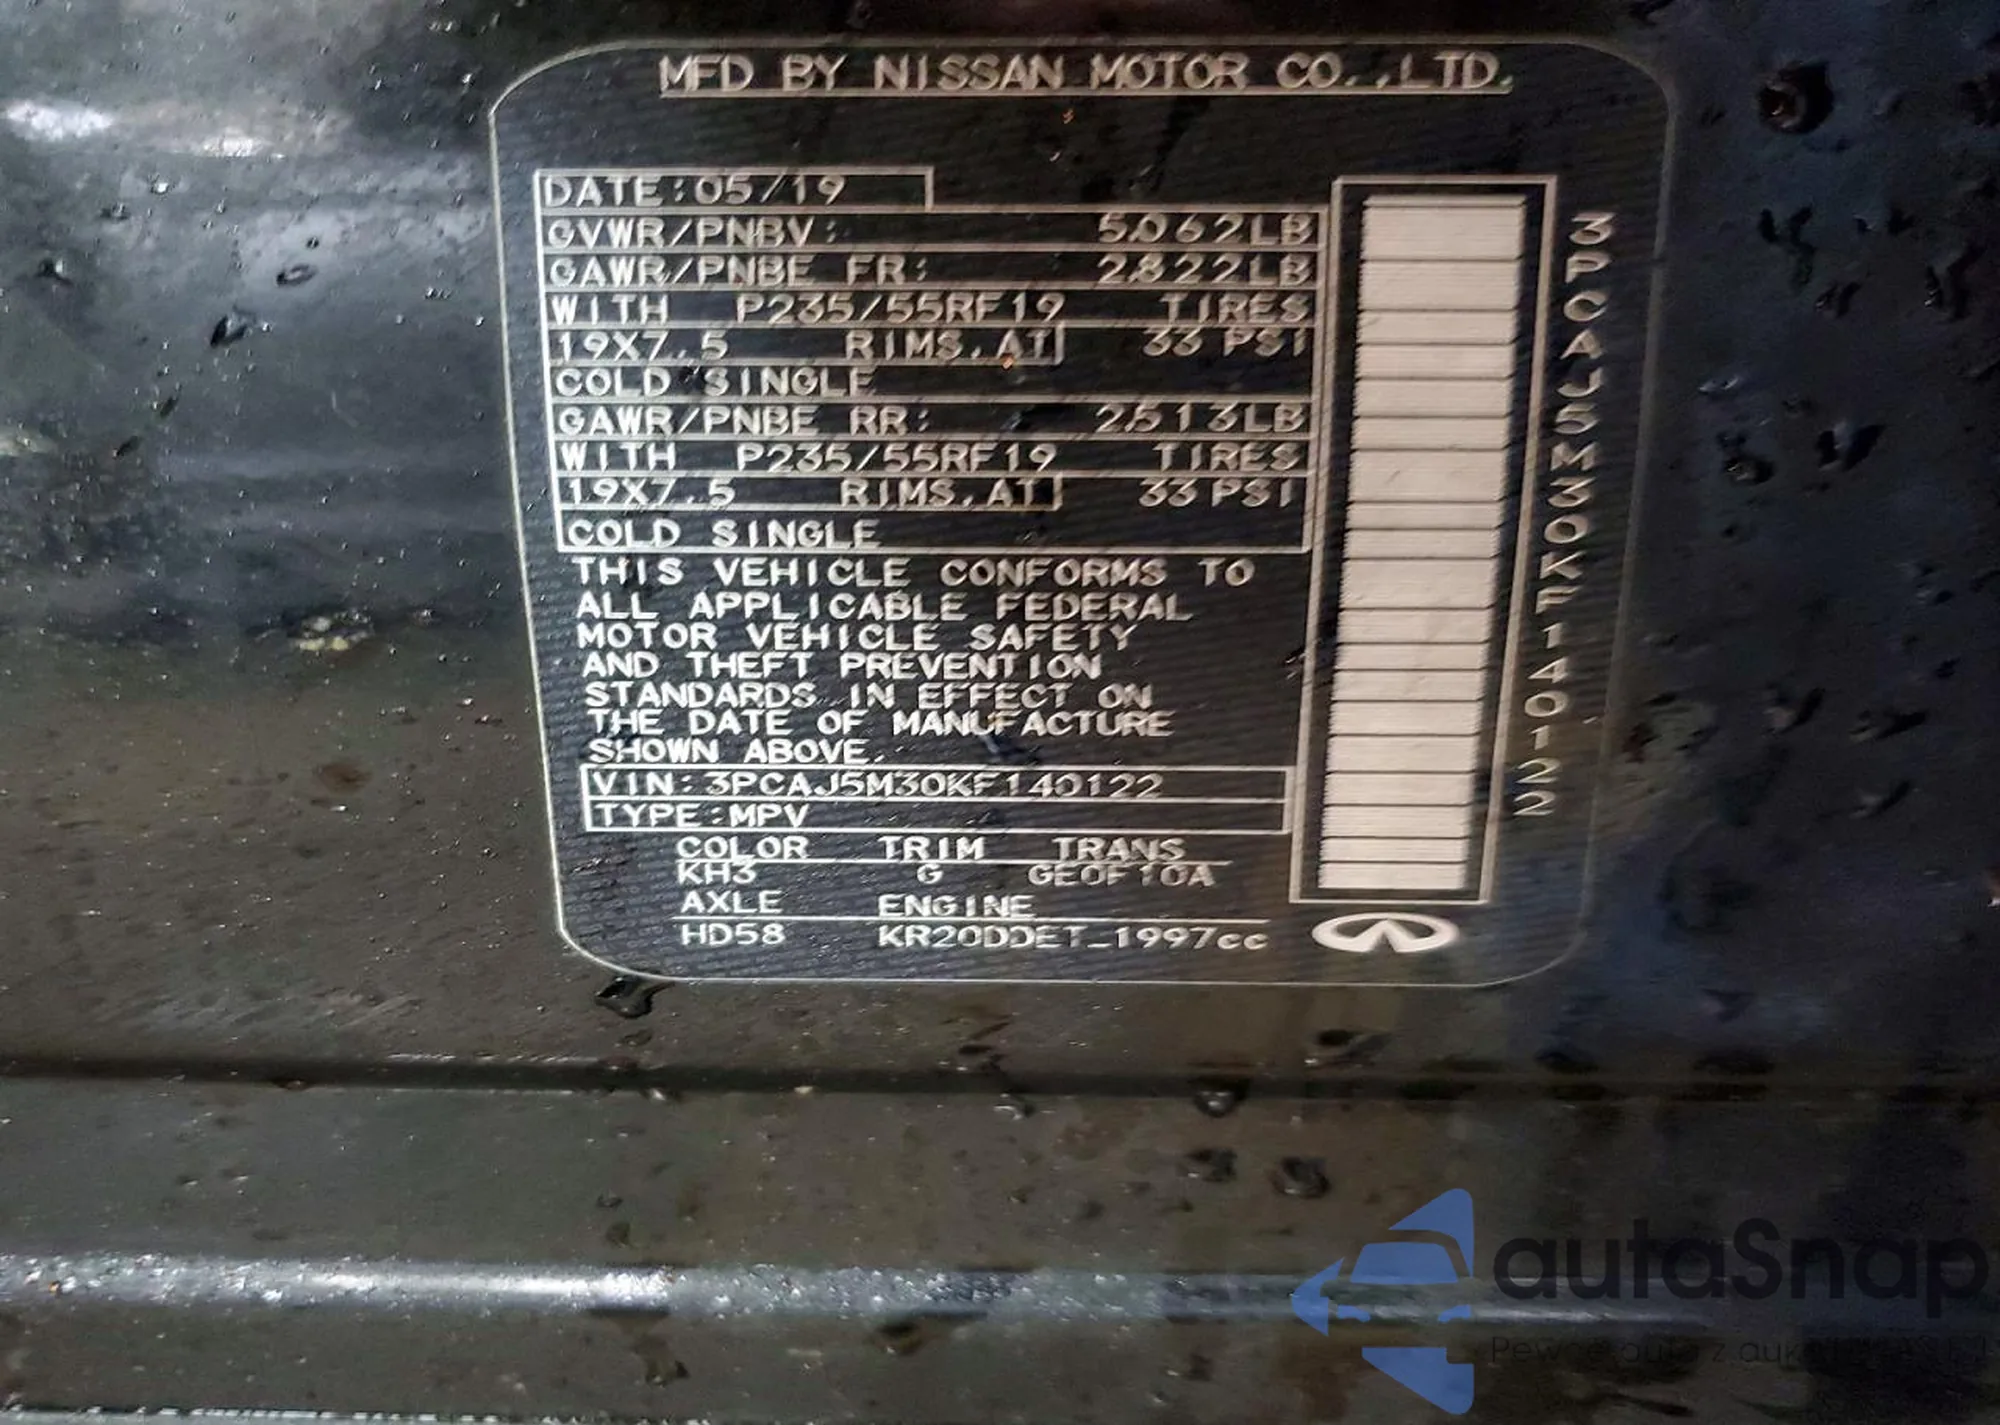 MFD BY NISSAN MOTOR CO.,LTD.
DATE:05/19
GVWR/PNBV: 5062LB
GAWR/PNBE FR: 2822LB
WITH P235/55RF19 TIRES
19X7.5 RIMS,AT 33 PSI
COLD SINGLE
GAWR/PNBE RR: 2513LB
WITH P235/55RF19 TIRES
19X7.5 RIMS,AT 33 PSI
COLD SINGLE
THIS VEHICLE CONFORMS TO
ALL APPLICABLE FEDERAL
MOTOR VEHICLE SAFETY
AND THEFT PREVENTION
STANDARDS IN EFFECT ON
THE DATE OF MANUFACTURE
SHOWN ABOVE.
VIN:3PCAJ5M30KF140122
TYPE:MPV
COLOR TRIM TRANS
KH3 G GE0F10A
AXLE ENGINE
HD58 KR20DDET_1997cc
3PCAJ5M30KF140122
autaSnap
Pewne auta z